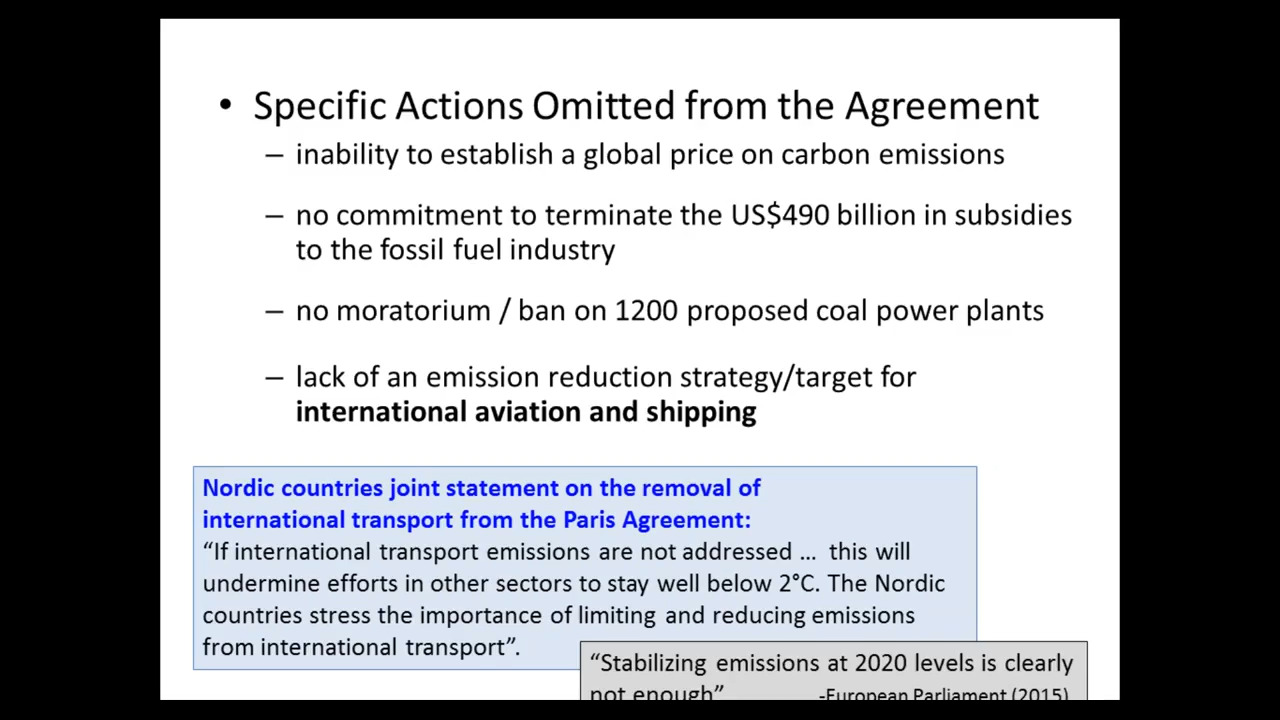 • Specific Actions Omitted from the Agreement
– inability to establish a global price on carbon emissions
– no commitment to terminate the US$490 billion in subsidies
to the fossil fuel industry
– no moratorium / ban on 1200 proposed coal power plants
– lack of an emission reduction strategy/target for
international aviation and shipping
Nordic countries joint statement on the removal of
international transport from the Paris Agreement:
“If international transport emissions are not addressed … this will
undermine efforts in other sectors to stay well below 2°C. The Nordic
countries stress the importance of limiting and reducing emissions
from international transport”.
“Stabilizing emissions at 2020 levels is clearly
not enough” -European Parliament (2015)